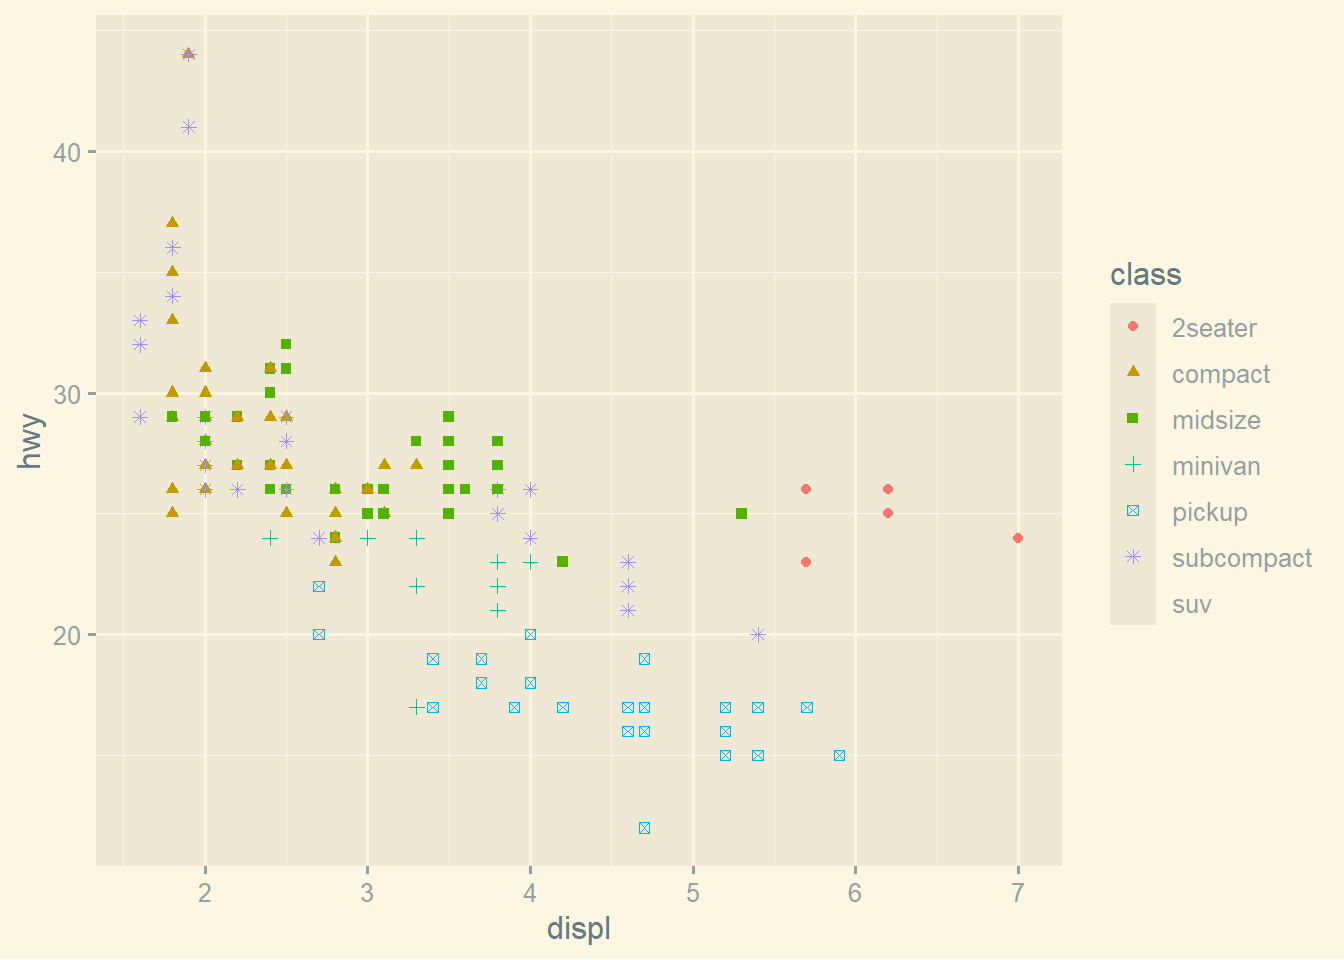 hwy
40
30
20
2
3
4
5
6
7
displ
class
2seater
compact
midsize
minivan
pickup
subcompact
suv